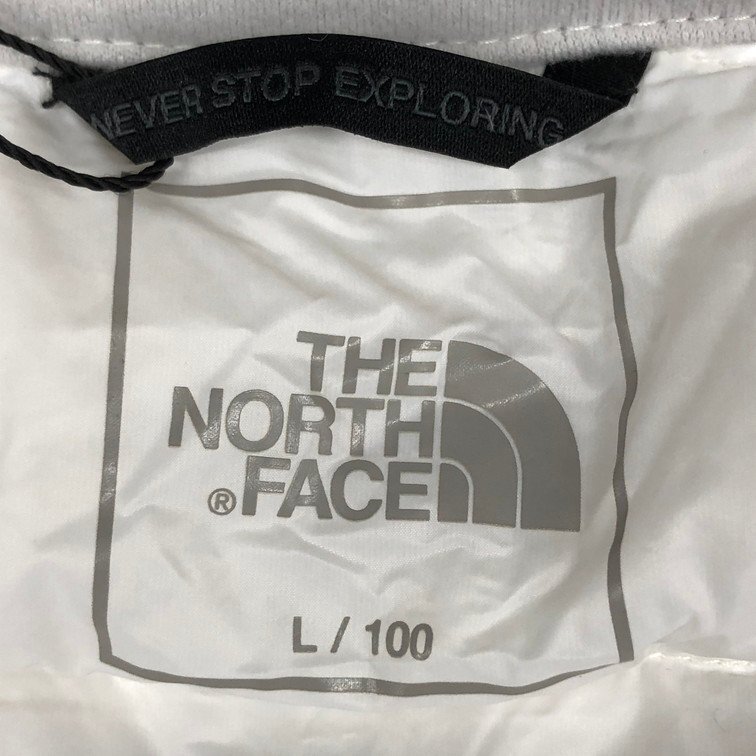 NEVER STOP EXPLORING
THE
NORTH
® FACE
L / 100